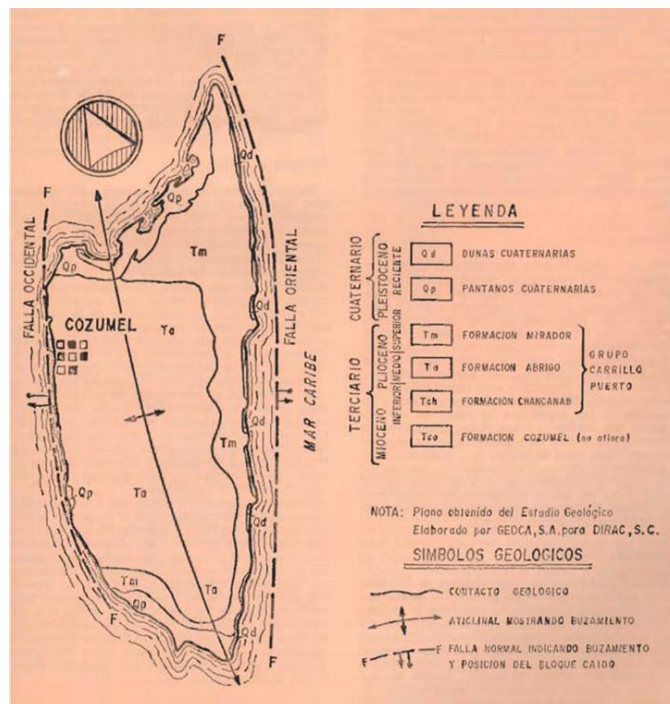 F
F
FALLA OCCIDENTAL
COZUMEL
Qp
Qp
Tm
Ta
Qd
Qd
FALLA ORIENTAL
MAR CARIBE
Tm
Qd
Qp
Ta
Qd
Tm
Ta
Qp
F
Qd
F
LEYENDA
CUATERNARIO
PLEISTOCENO
RECIENTE
TERCIARIO
MIOCENO
PLIOCENO
INFERIOR
MEDIO
SUPERIOR
Qd DUNAS CUATERNARIAS
Qp PANTANOS CUATERNARIAS
Tm FORMACION MIRADOR
Ta FORMACION ABRIGO
Tch FORMACION CHANCANAB
Tco FORMACION COZUMEL (no aflora)
GRUPO
CARRILLO
PUERTO
NOTA: Plano obtenido del Estudio Geológico
Elaborado por GEOCA, S.A. para DIRAC, S.C.
SIMBOLOS GEOLOGICOS
CONTACTO GEOLOGICO
ATICLINAL MOSTRANDO BUZAMIENTO
F F FALLA NORMAL INDICANDO BUZAMIENTO
Y POSICION DEL BLOQUE CAIDO